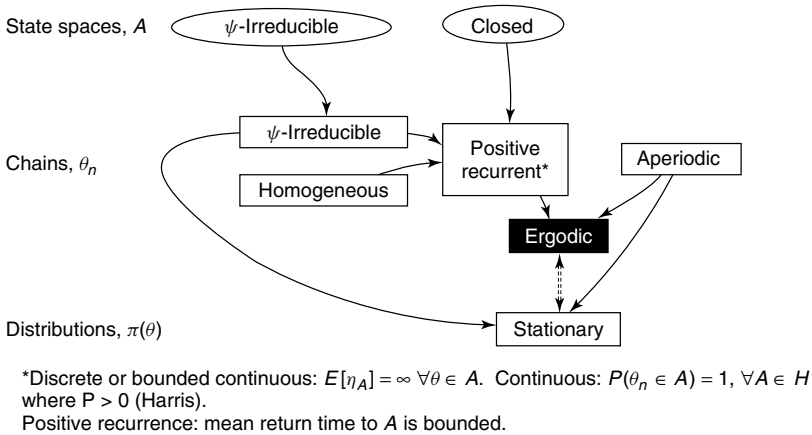 State spaces, A
ψ-Irreducible
Closed
ψ-Irreducible
Chains, θn
Positive
recurrent*
Aperiodic
Homogeneous
Ergodic
Distributions, π(θ)
Stationary
*Discrete or bounded continuous: E[ηA] = ∞ ∀θ ∈ A. Continuous: P(θn ∈ A) = 1, ∀A ∈ H
where P > 0 (Harris).
Positive recurrence: mean return time to A is bounded.